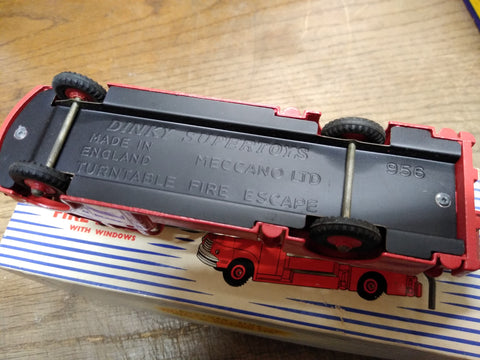 DINKY SUPERTOYS
MADE IN
ENGLAND
MECCANO LTD
TURNTABLE FIRE ESCAPE
956
WITH WINDOWS